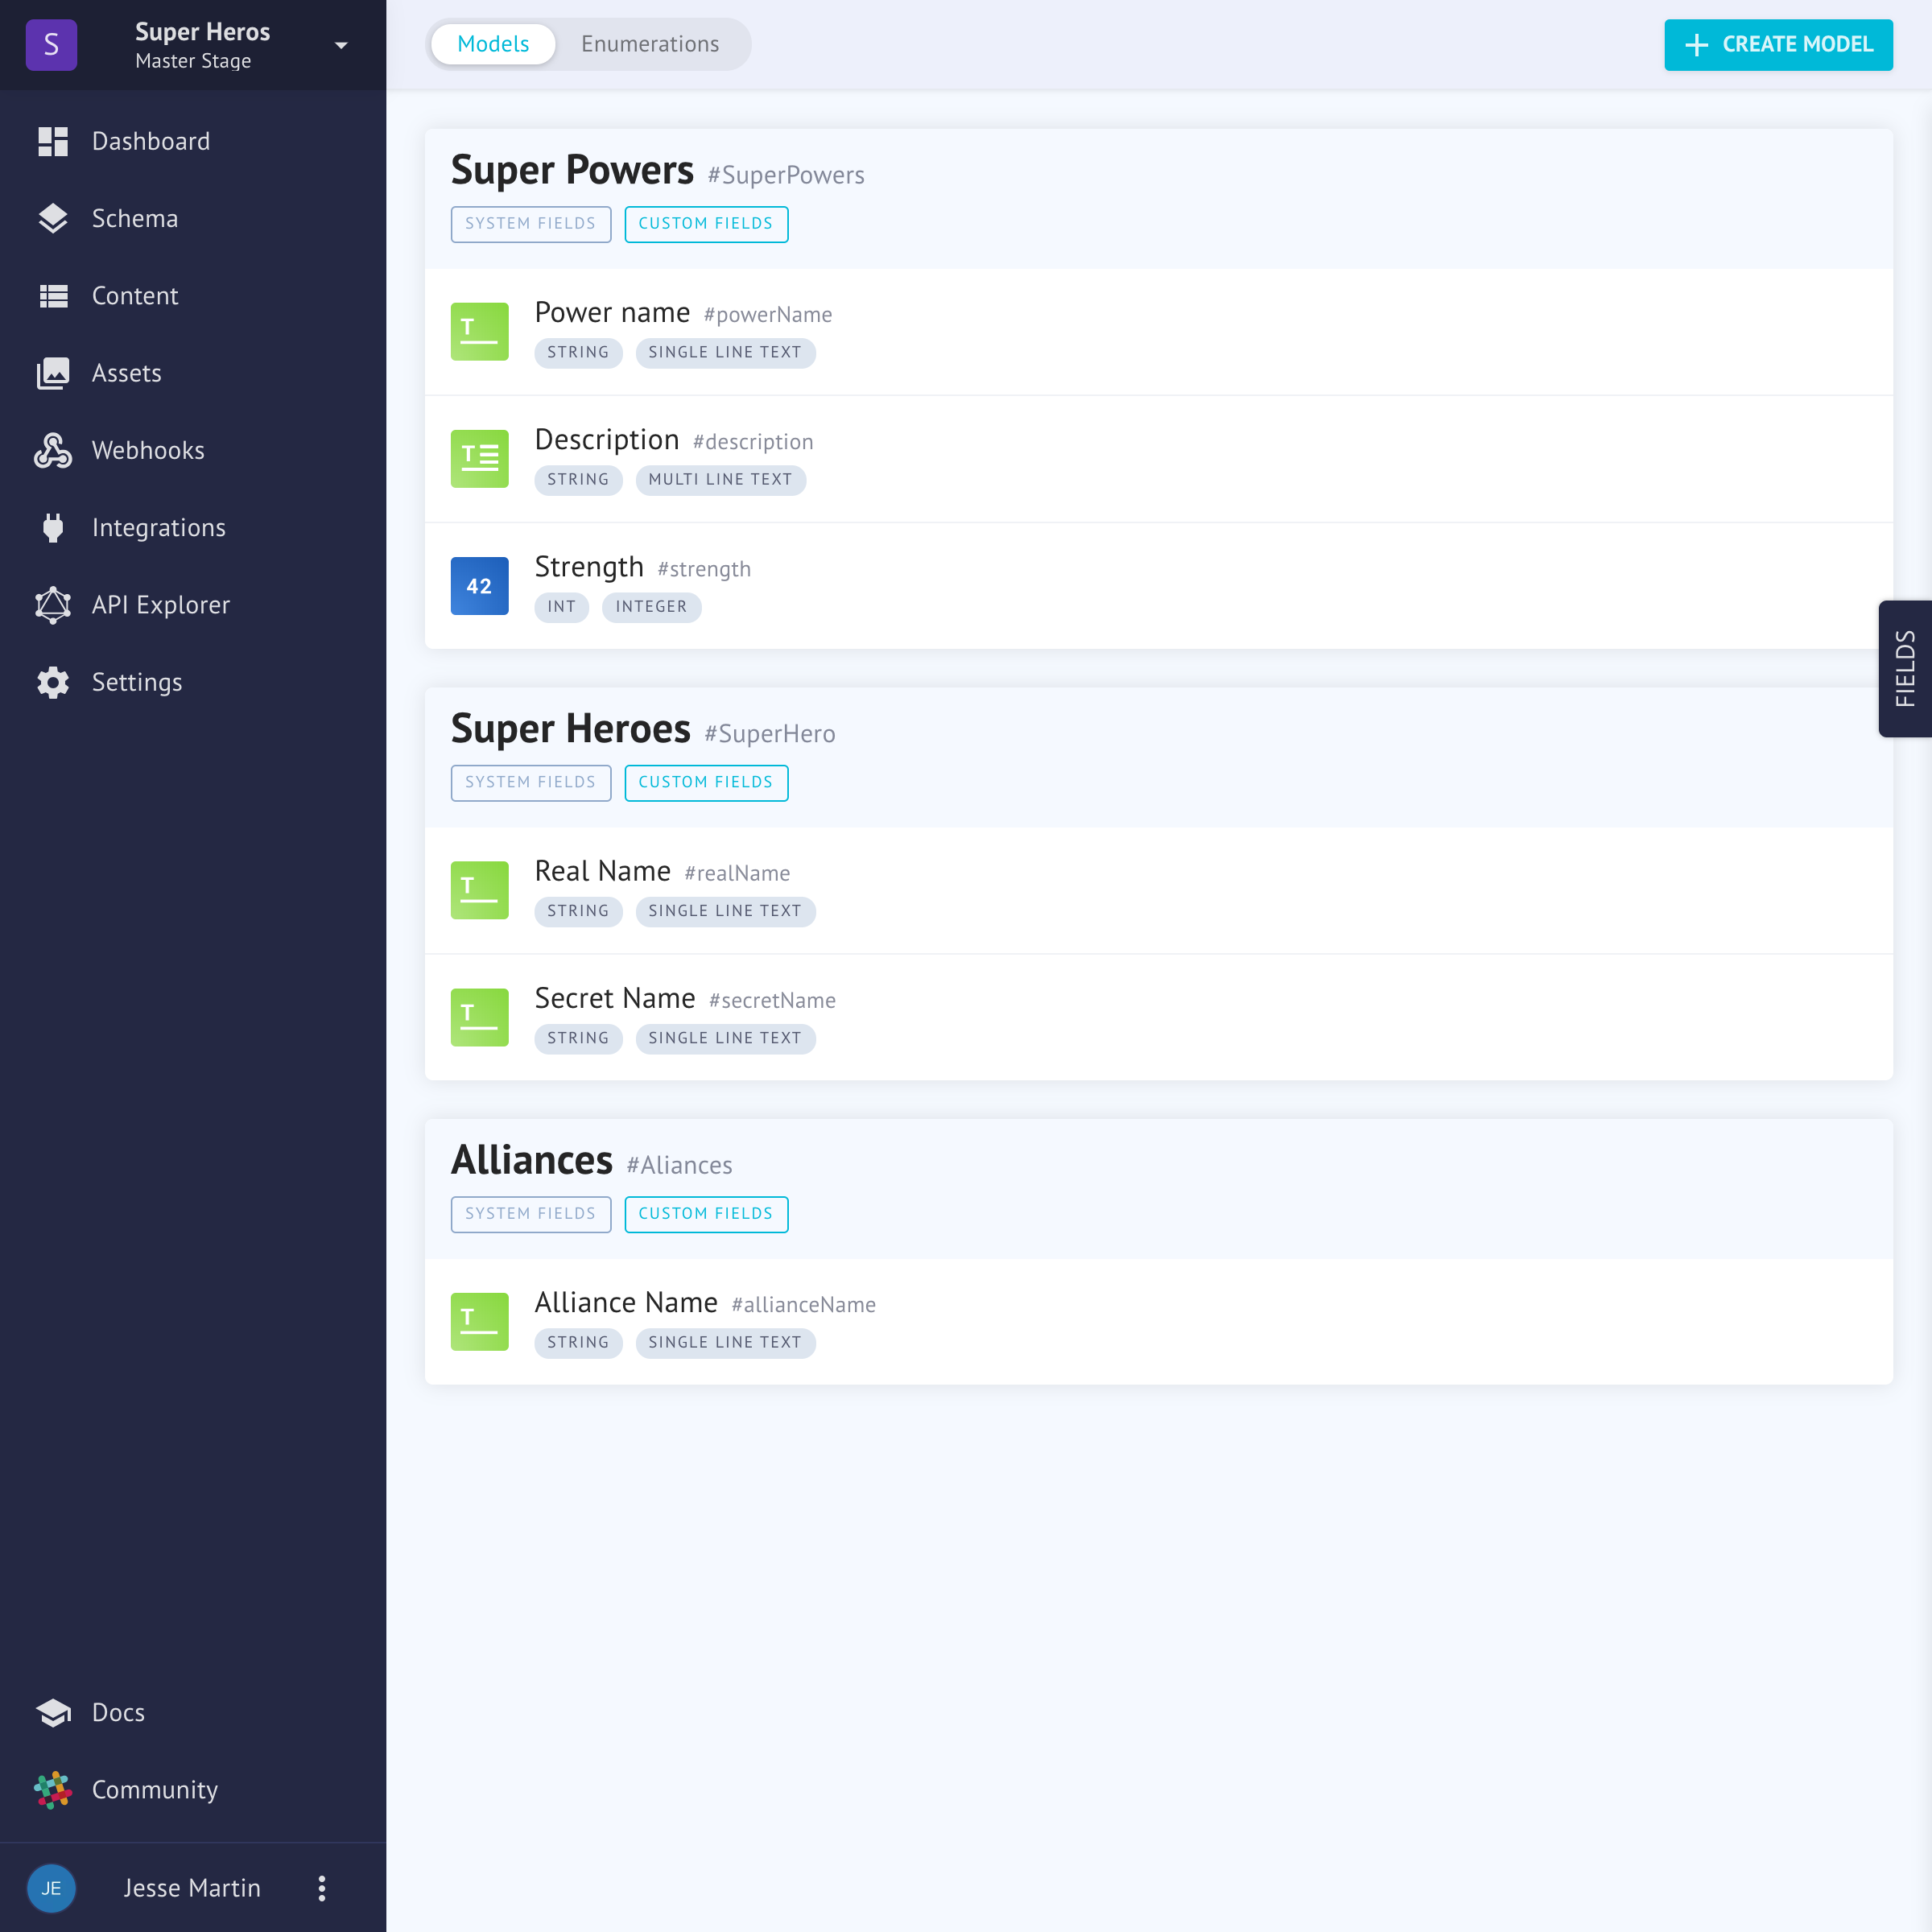 S
Super Heros
Master Stage
Dashboard
Schema
Content
Assets
Webhooks
Integrations
API Explorer
Settings
Docs
Community
JE Jesse Martin
Models Enumerations
CREATE MODEL
Super Powers #SuperPowers
SYSTEM FIELDS CUSTOM FIELDS
T Power name #powerName
STRING SINGLE LINE TEXT
T Description #description
STRING MULTI LINE TEXT
42 Strength #strength
INT INTEGER
Super Heroes #SuperHero
SYSTEM FIELDS CUSTOM FIELDS
T Real Name #realName
STRING SINGLE LINE TEXT
T Secret Name #secretName
STRING SINGLE LINE TEXT
Alliances #Aliances
SYSTEM FIELDS CUSTOM FIELDS
T Alliance Name #allianceName
STRING SINGLE LINE TEXT
FIELDS